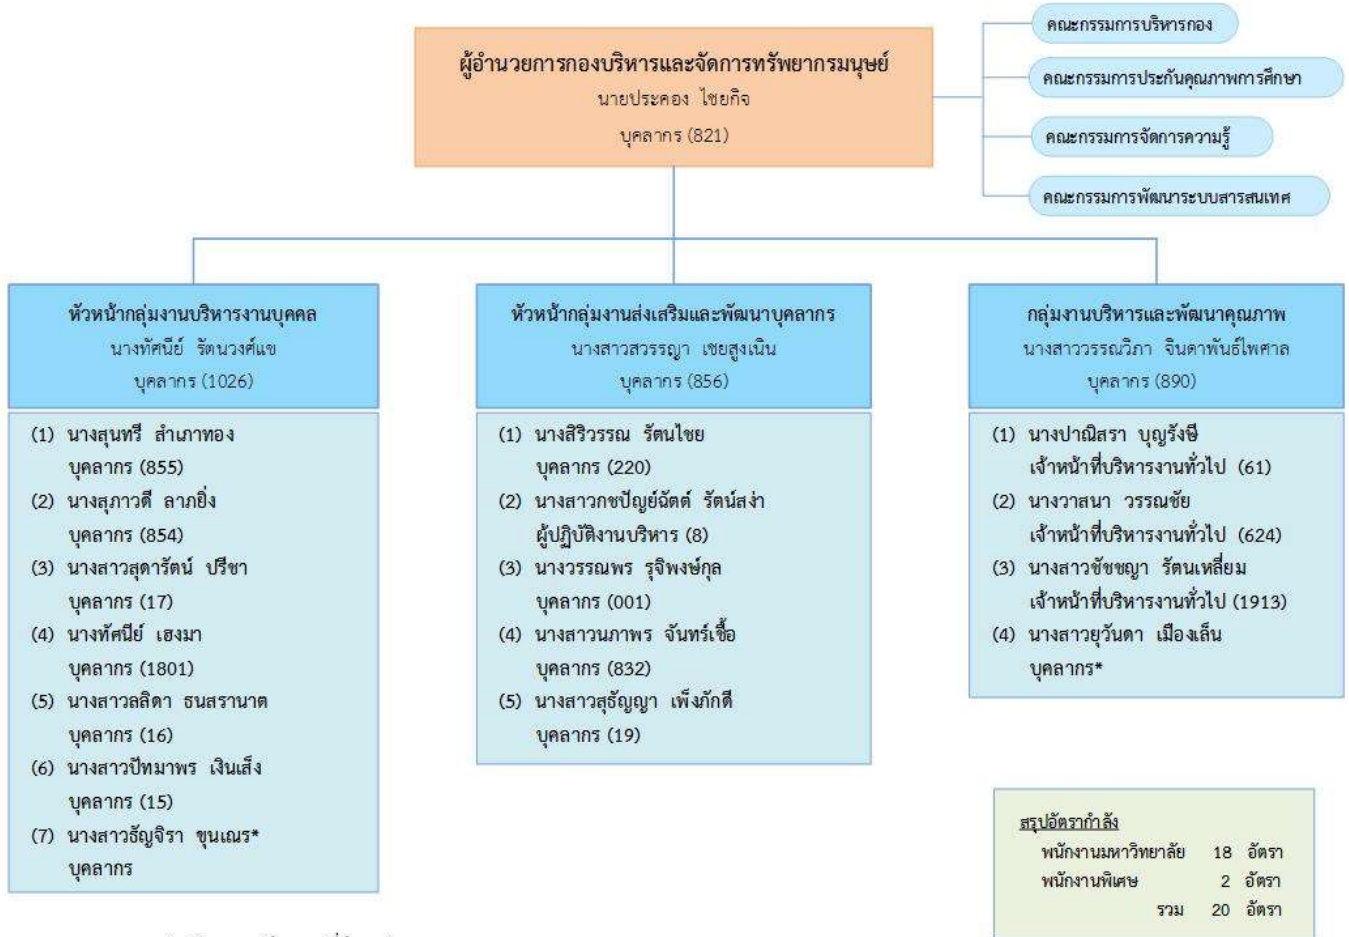 ผู้อำนวยการกองบริหารและจัดการทรัพยากรมนุษย์
นายประคอง ไชยกิจ
บุคลากร (821)
คณะกรรมการบริหารกอง
คณะกรรมการประกันคุณภาพการศึกษา
คณะกรรมการจัดการความรู้
คณะกรรมการพัฒนาระบบสารสนเทศ
หัวหน้ากลุ่มงานบริหารงานบุคคล
นางทัศนีย์ รัตนวงศ์แข
บุคลากร (1026)
(1) นางสุนทรี สำเภาทอง
บุคลากร (855)
(2) นางสุภาวดี ลาภยิ่ง
บุคลากร (854)
(3) นางสาวสุดารัตน์ ปรีชา
บุคลากร (17)
(4) นางทัศนีย์ เฮงมา
บุคลากร (1801)
(5) นางสาวลลิดา ธนสรานาต
บุคลากร (16)
(6) นางสาวปัทมาพร เงินเส็ง
บุคลากร (15)
(7) นางสาวธัญจิรา ขุนเณร*
บุคลากร
หัวหน้ากลุ่มงานส่งเสริมและพัฒนาบุคลากร
นางสาวสวรรญา เชยสูงเนิน
บุคลากร (856)
(1) นางสิริวรรณ รัตนไชย
บุคลากร (220)
(2) นางสาวกชปัญย์ฉัตต์ รัตน์สง่า
ผู้ปฏิบัติงานบริหาร (8)
(3) นางวรรณพร รุจิพงษ์กุล
บุคลากร (001)
(4) นางสาวนภาพร จันทร์เชื้อ
บุคลากร (832)
(5) นางสาวสุธัญญา เพ็งภักดี
บุคลากร (19)
กลุ่มงานบริหารและพัฒนาคุณภาพ
นางสาววรรณวิภา จินดาพันธ์ไพศาล
บุคลากร (890)
(1) นางปาณิสรา บุญรังษี
เจ้าหน้าที่บริหารงานทั่วไป (61)
(2) นางวาสนา วรรณชัย
เจ้าหน้าที่บริหารงานทั่วไป (624)
(3) นางสาวชัชชญา รัตนเหลี่ยม
เจ้าหน้าที่บริหารงานทั่วไป (1913)
(4) นางสาวยุวันดา เมืองเล็น
บุคลากร*
สรุปอัตรากำลัง
พนักงานมหาวิทยาลัย 18 อัตรา
พนักงานพิเศษ 2 อัตรา
รวม 20 อัตรา